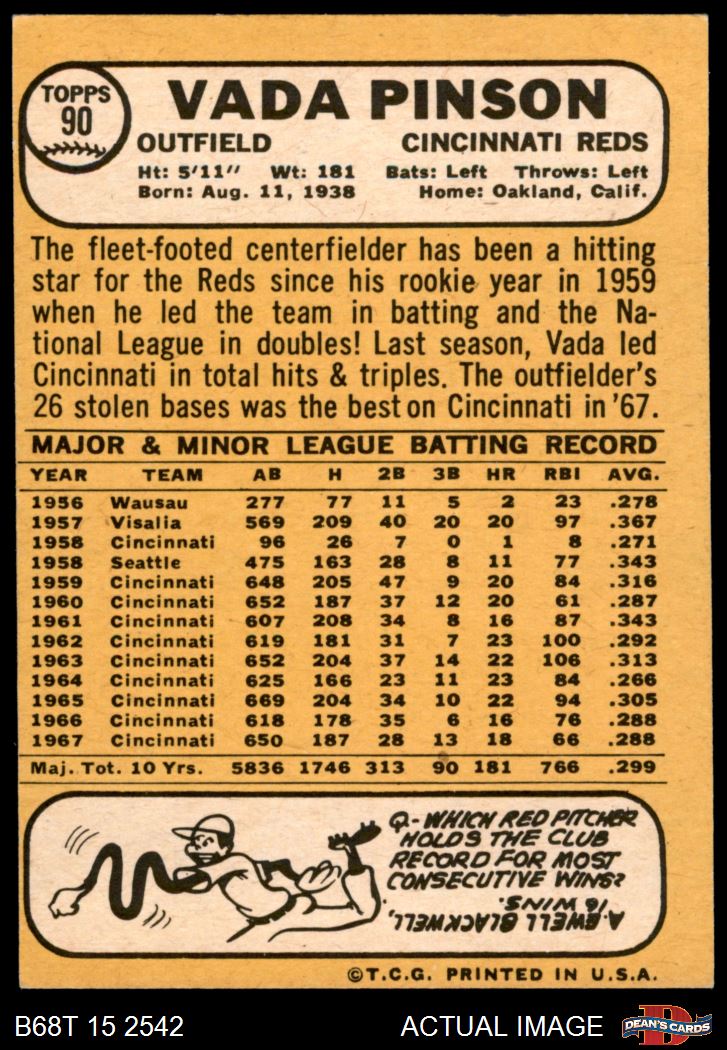 TOPPS
90
VADA PINSON
OUTFIELD CINCINNATI REDS
Ht: 5'11" Wt: 181 Bats: Left Throws: Left
Born: Aug. 11, 1938 Home: Oakland, Calif.
The fleet-footed centerfielder has been a hitting
star for the Reds since his rookie year in 1959
when he led the team in batting and the Na-
tional League in doubles! Last season, Vada led
Cincinnati in total hits & triples. The outfielder's
26 stolen bases was the best on Cincinnati in '67.
MAJOR & MINOR LEAGUE BATTING RECORD
YEAR TEAM AB H 2B 3B HR RBI AVG.
1956 Wausau 277 77 11 5 2 23 .278
1957 Visalia 569 209 40 20 20 97 .367
1958 Cincinnati 96 26 7 0 1 8 .271
1958 Seattle 475 163 28 8 11 77 .343
1959 Cincinnati 648 205 47 9 20 84 .316
1960 Cincinnati 652 187 37 12 20 61 .287
1961 Cincinnati 607 208 34 8 16 87 .343
1962 Cincinnati 619 181 31 7 23 100 .292
1963 Cincinnati 652 204 37 14 22 106 .313
1964 Cincinnati 625 166 23 11 23 84 .266
1965 Cincinnati 669 204 34 10 22 94 .305
1966 Cincinnati 618 178 35 6 16 76 .288
1967 Cincinnati 650 187 28 13 18 66 .288
Maj. Tot. 10 Yrs. 5836 1746 313 90 181 766 .299
Q-WHICH RED PITCHER
HOLDS THE CLUB
RECORD FOR MOST
CONSECUTIVE WINS?
A. EWELL BLACKWELL,
16 WINS.
©T.C.G. PRINTED IN U.S.A.
B68T 15 2542 ACTUAL IMAGE
DEAN'S CARDS